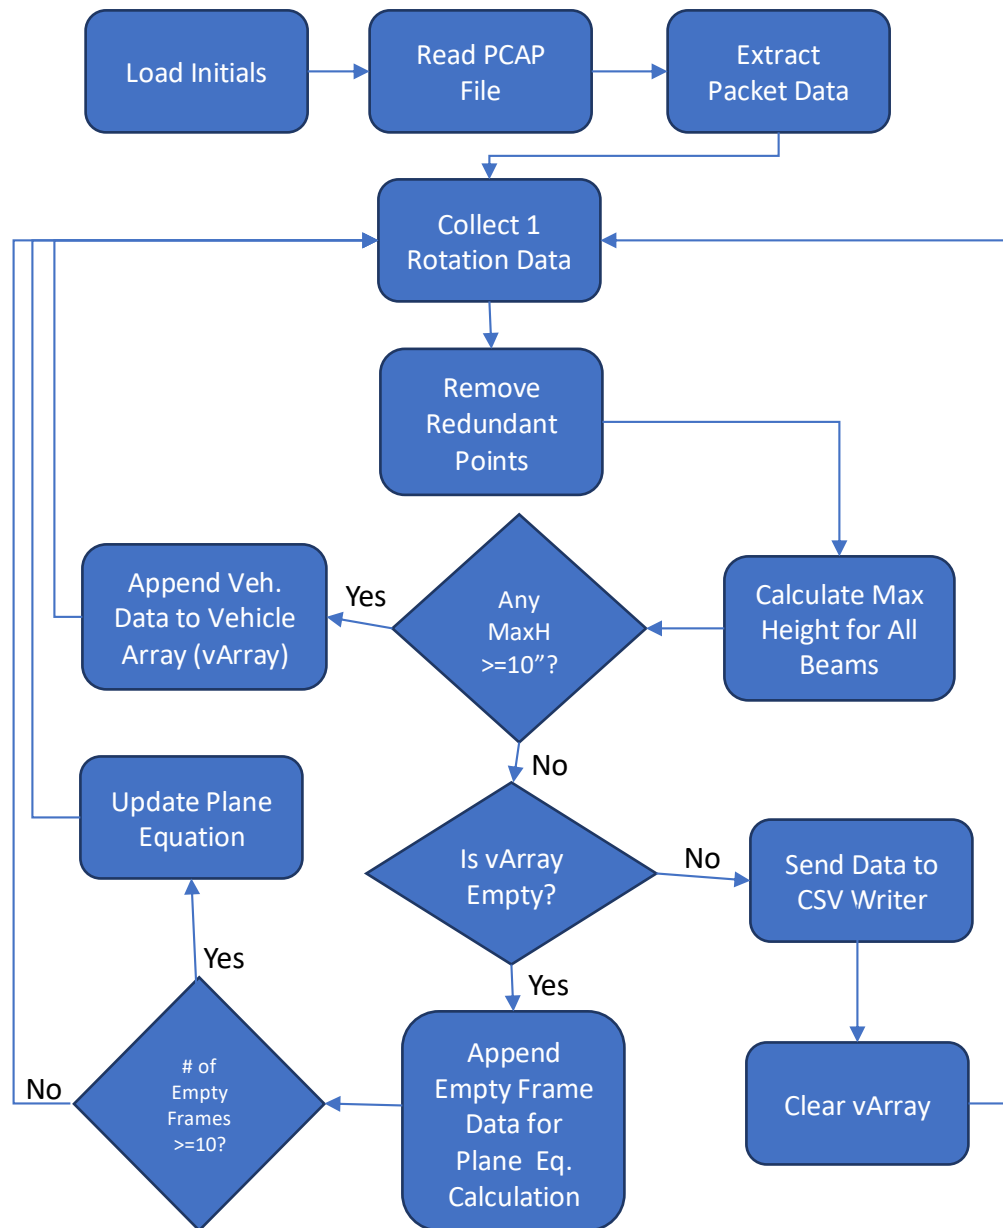 Load Initials
Read PCAP
File
Extract
Packet Data
Collect 1
Rotation Data
Remove
Redundant
Points
Append Veh.
Data to Vehicle
Array (vArray)
Yes
Any
MaxH
>=10”?
Calculate Max
Height for All
Beams
No
Update Plane
Equation
Is vArray
Empty?
No
Send Data to
CSV Writer
Yes
Yes
No
# of
Empty
Frames
>=10?
Append
Empty Frame
Data for
Plane Eq.
Calculation
Clear vArray